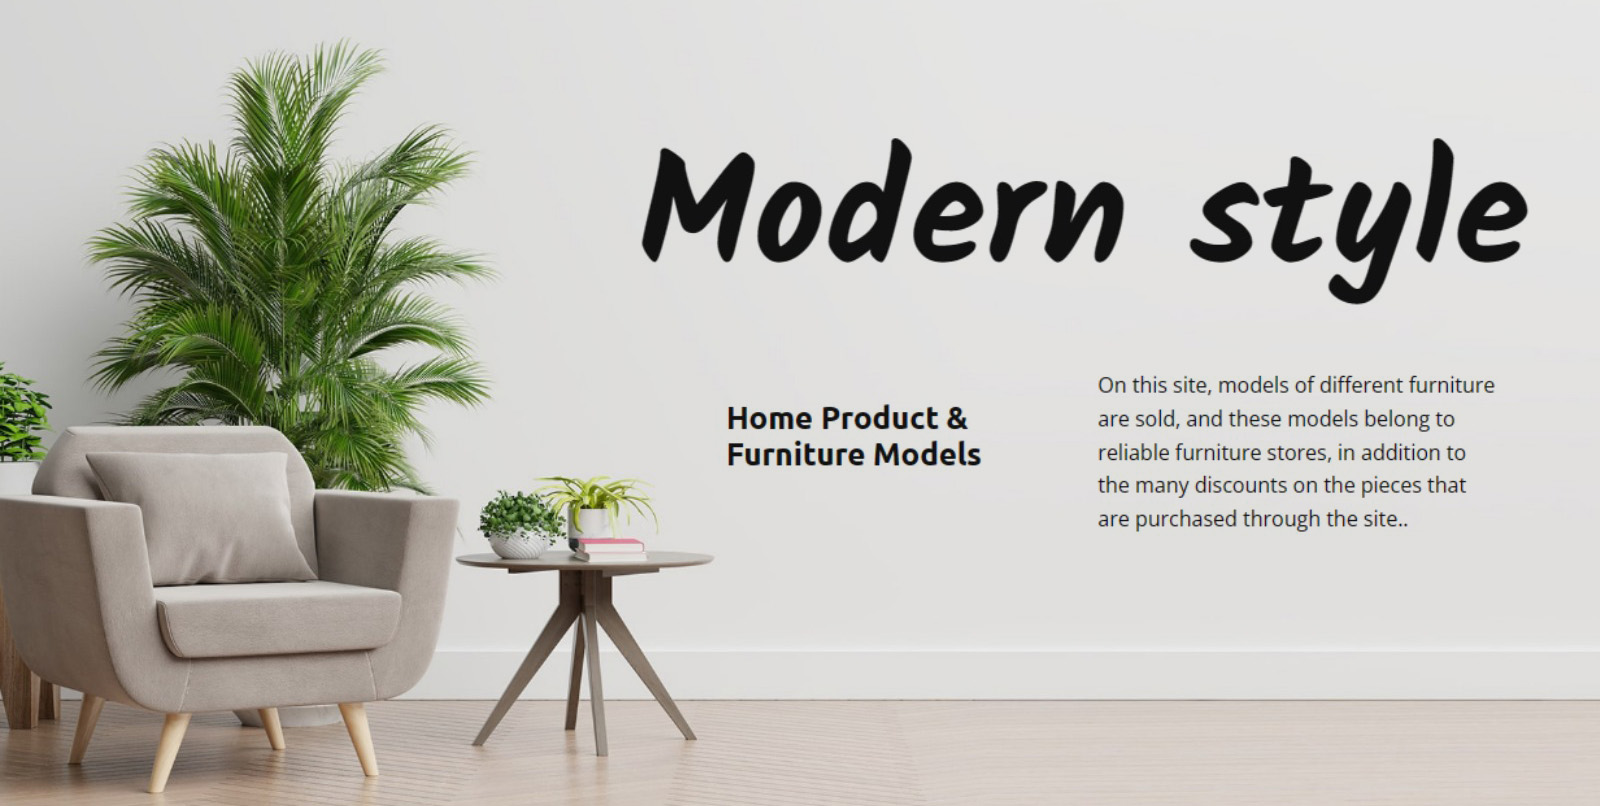 Modern style
Home Product &
Furniture Models
On this site, models of different furniture
are sold, and these models belong to
reliable furniture stores, in addition to
the many discounts on the pieces that
are purchased through the site..